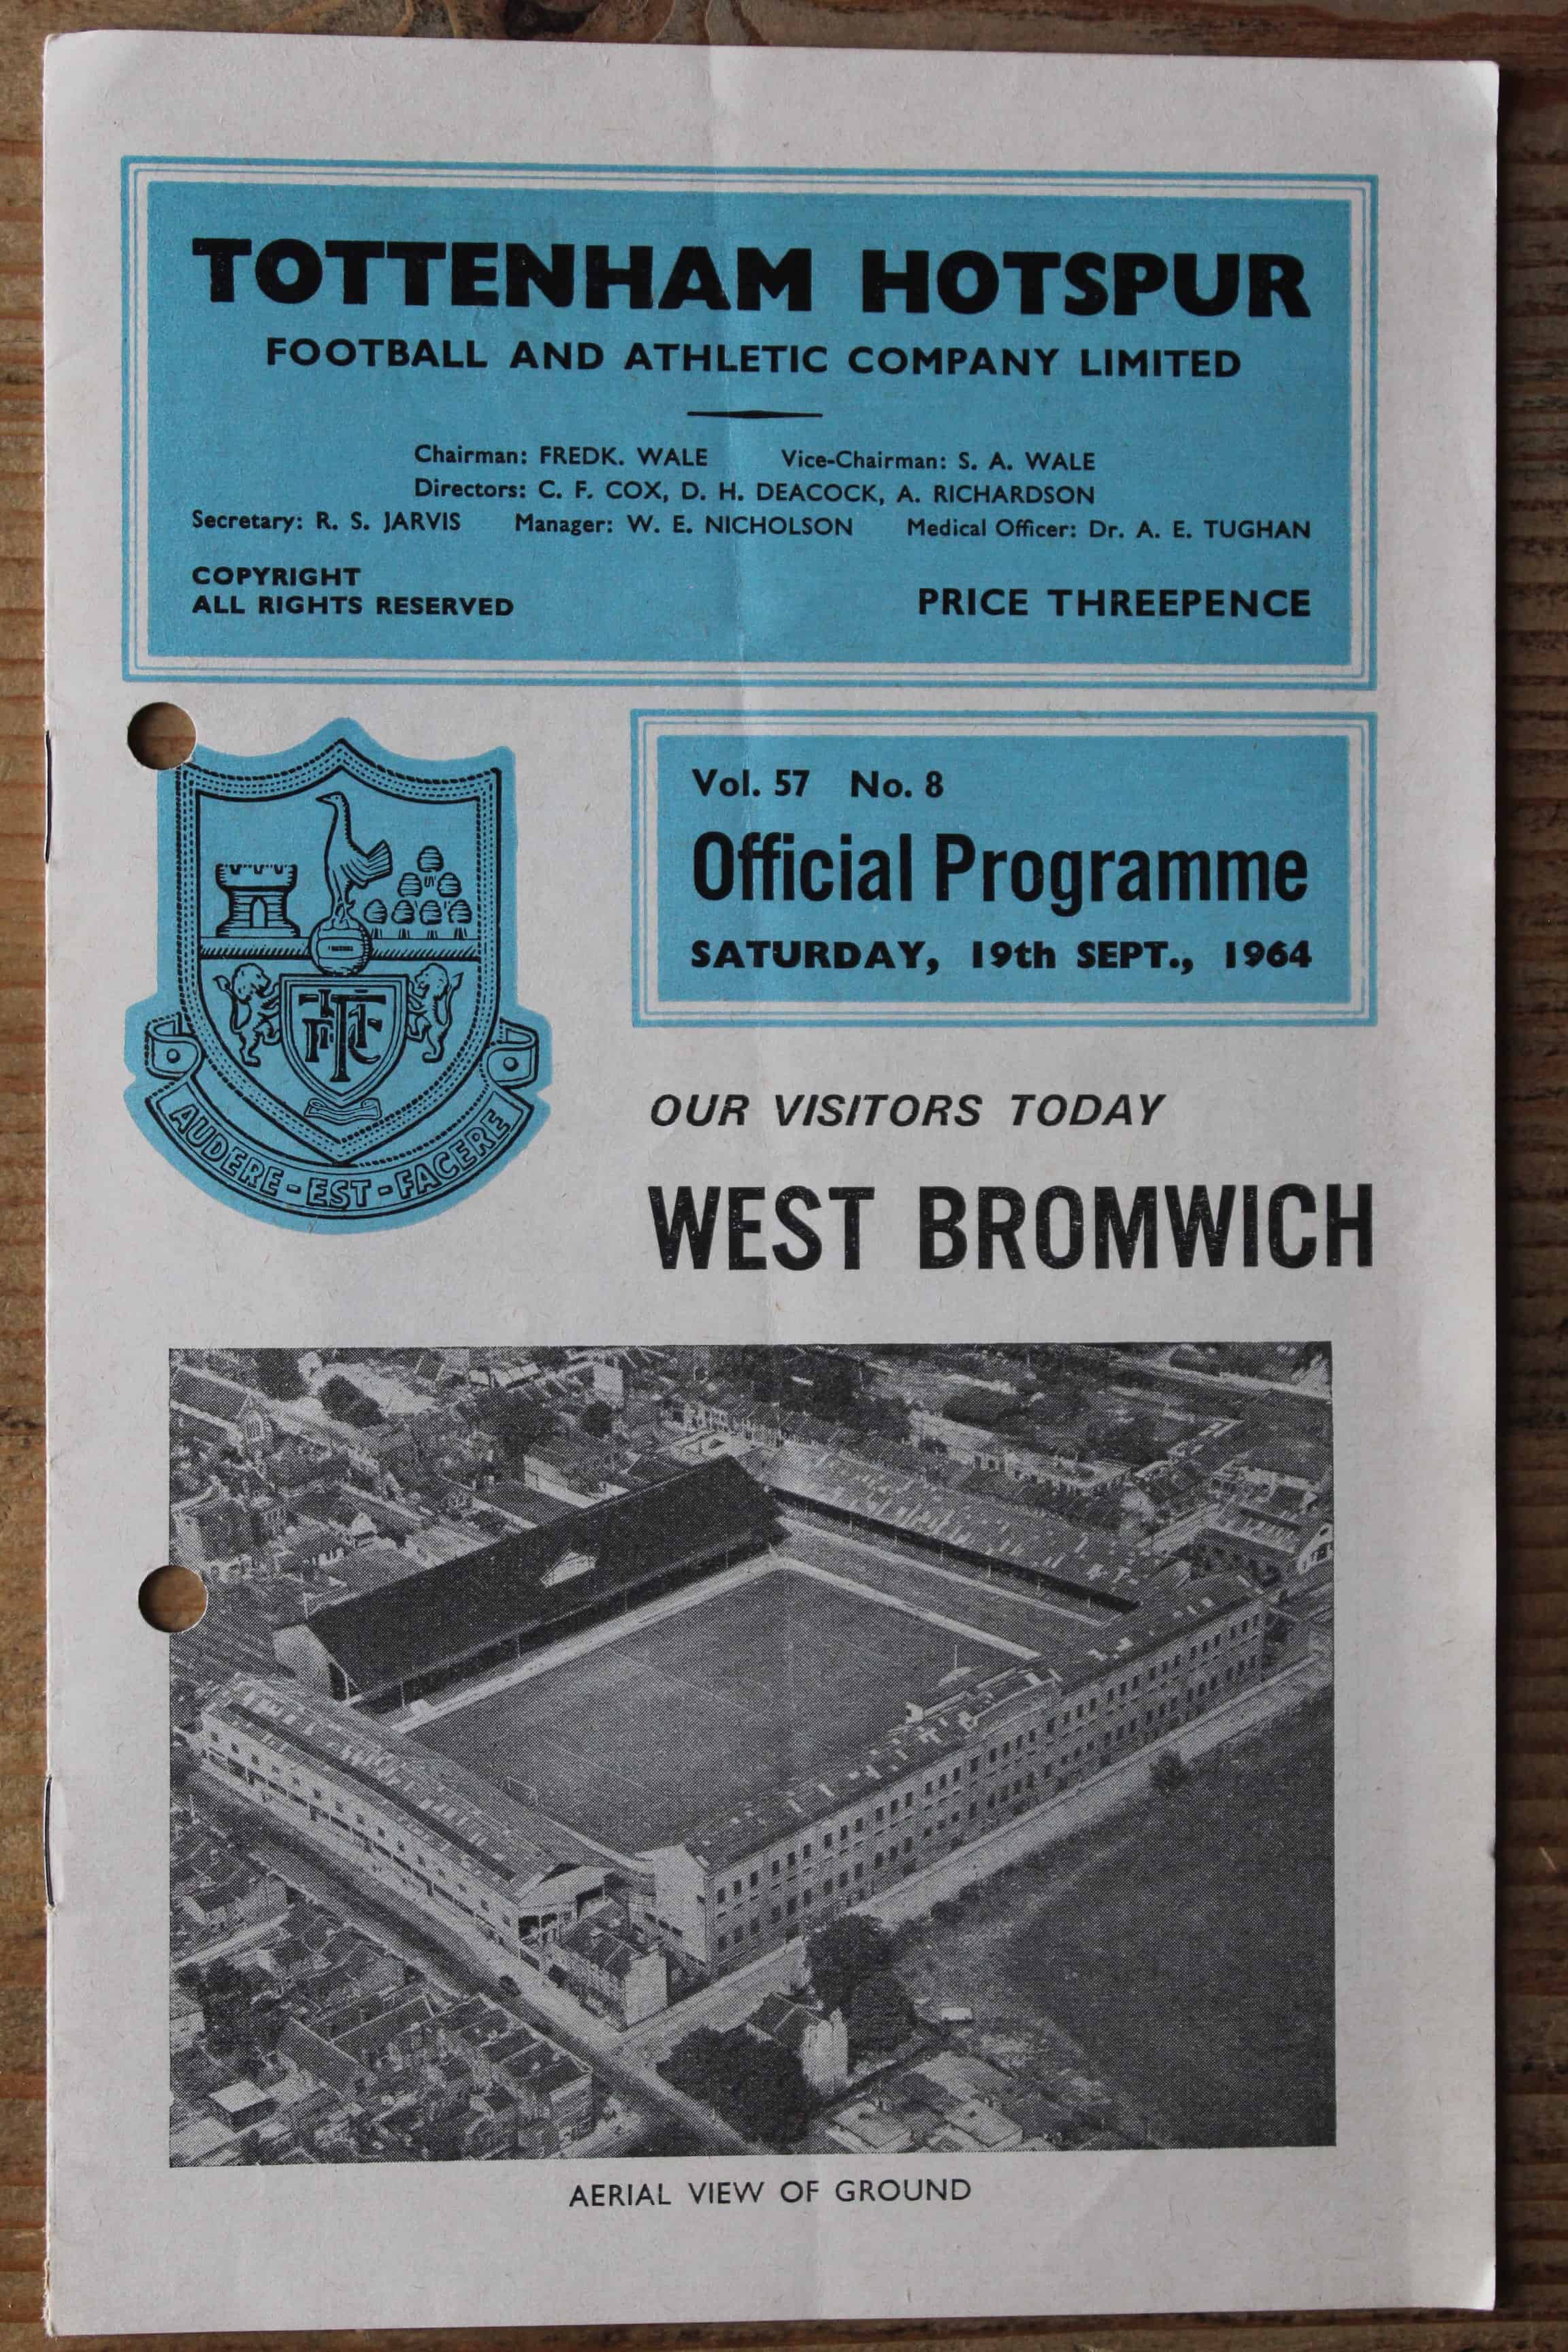 TOTTENHAM HOTSPUR
FOOTBALL AND ATHLETIC COMPANY LIMITED
Chairman: FREDK. WALE Vice-Chairman: S. A. WALE
Directors: C. F. COX, D. H. DEACOCK, A. RICHARDSON
Secretary: R. S. JARVIS Manager: W. E. NICHOLSON Medical Officer: Dr. A. E. TUGHAN
COPYRIGHT
ALL RIGHTS RESERVED
PRICE THREEPENCE
Vol. 57 No. 8
Official Programme
SATURDAY, 19th SEPT., 1964
AUDERE-EST-FACERE
OUR VISITORS TODAY
WEST BROMWICH
AERIAL VIEW OF GROUND